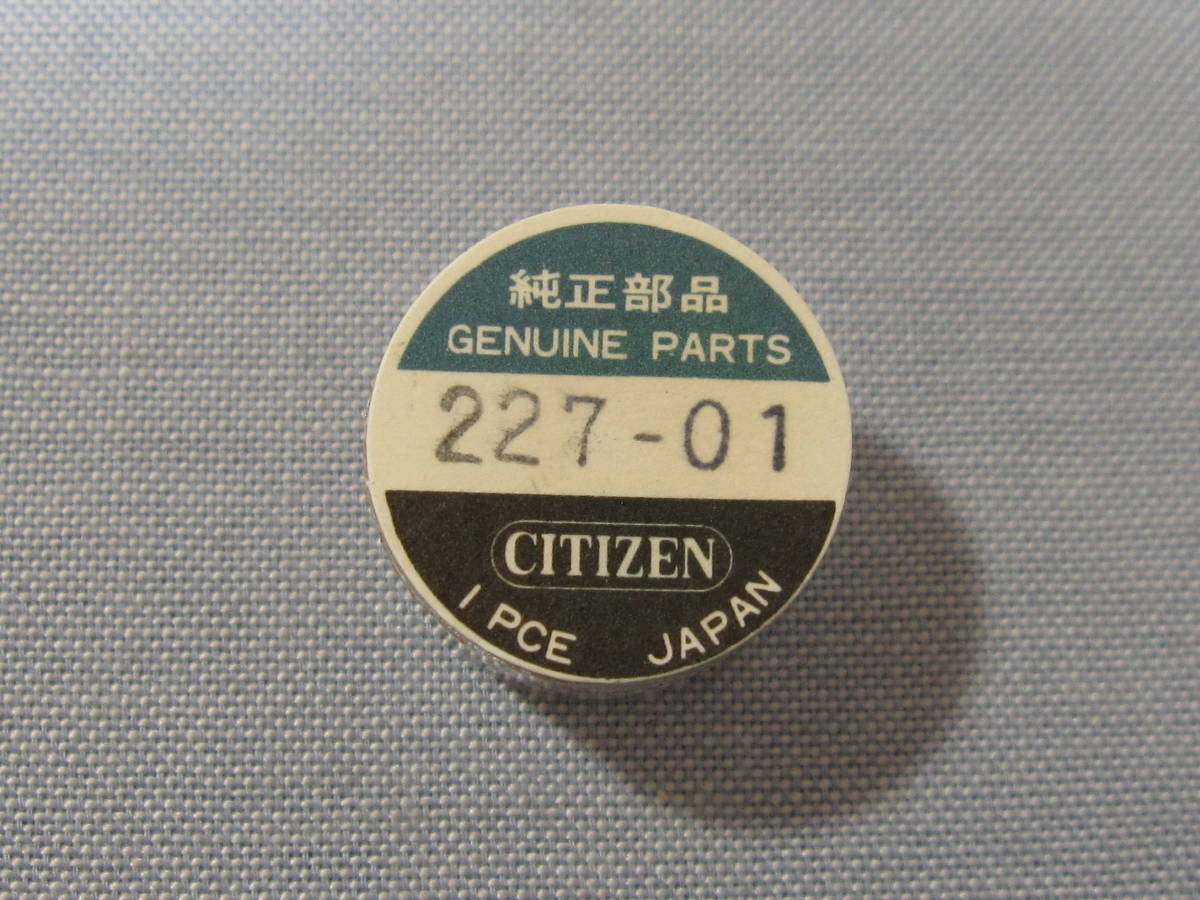 純正部品
GENUINE PARTS
227-01
CITIZEN
1 PCE JAPAN